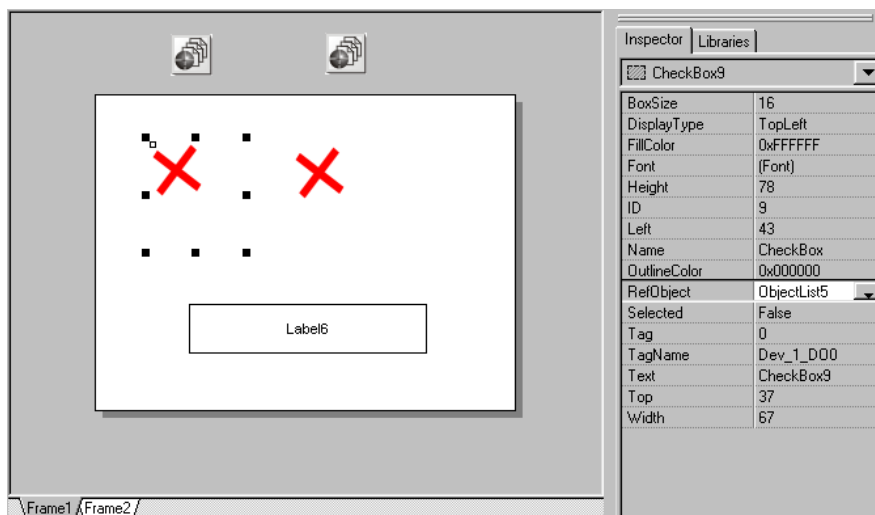 Inspector Libraries
CheckBox9
BoxSize 16
DisplayType TopLeft
FillColor 0xFFFFFF
Font (Font)
Height 78
ID 9
Left 43
Name CheckBox
OutlineColor 0x000000
RefObject ObjectList5
Selected False
Tag 0
TagName Dev_1_DO0
Text CheckBox9
Top 37
Width 67
Label6
Frame1 Frame2